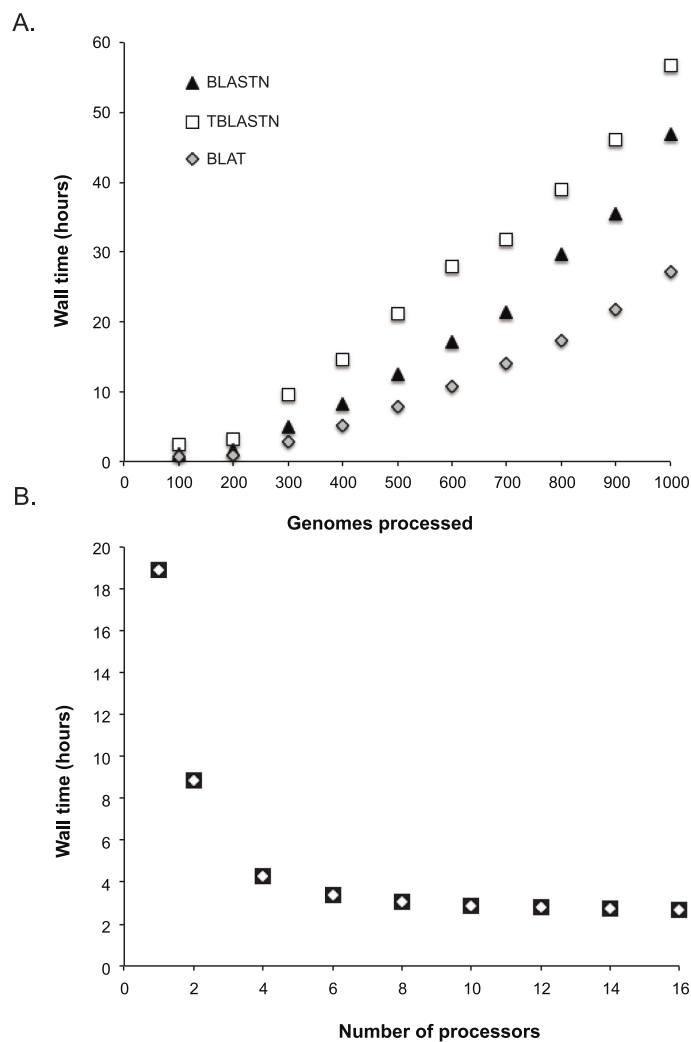 A.
60
50
40
30
20
10
0
Wall time (hours)
BLASTN
TBLASTN
BLAT
0 100 200 300 400 500 600 700 800 900 1000
Genomes processed
B.
20
18
16
14
12
10
8
6
4
2
0
Wall time (hours)
0 2 4 6 8 10 12 14 16
Number of processors